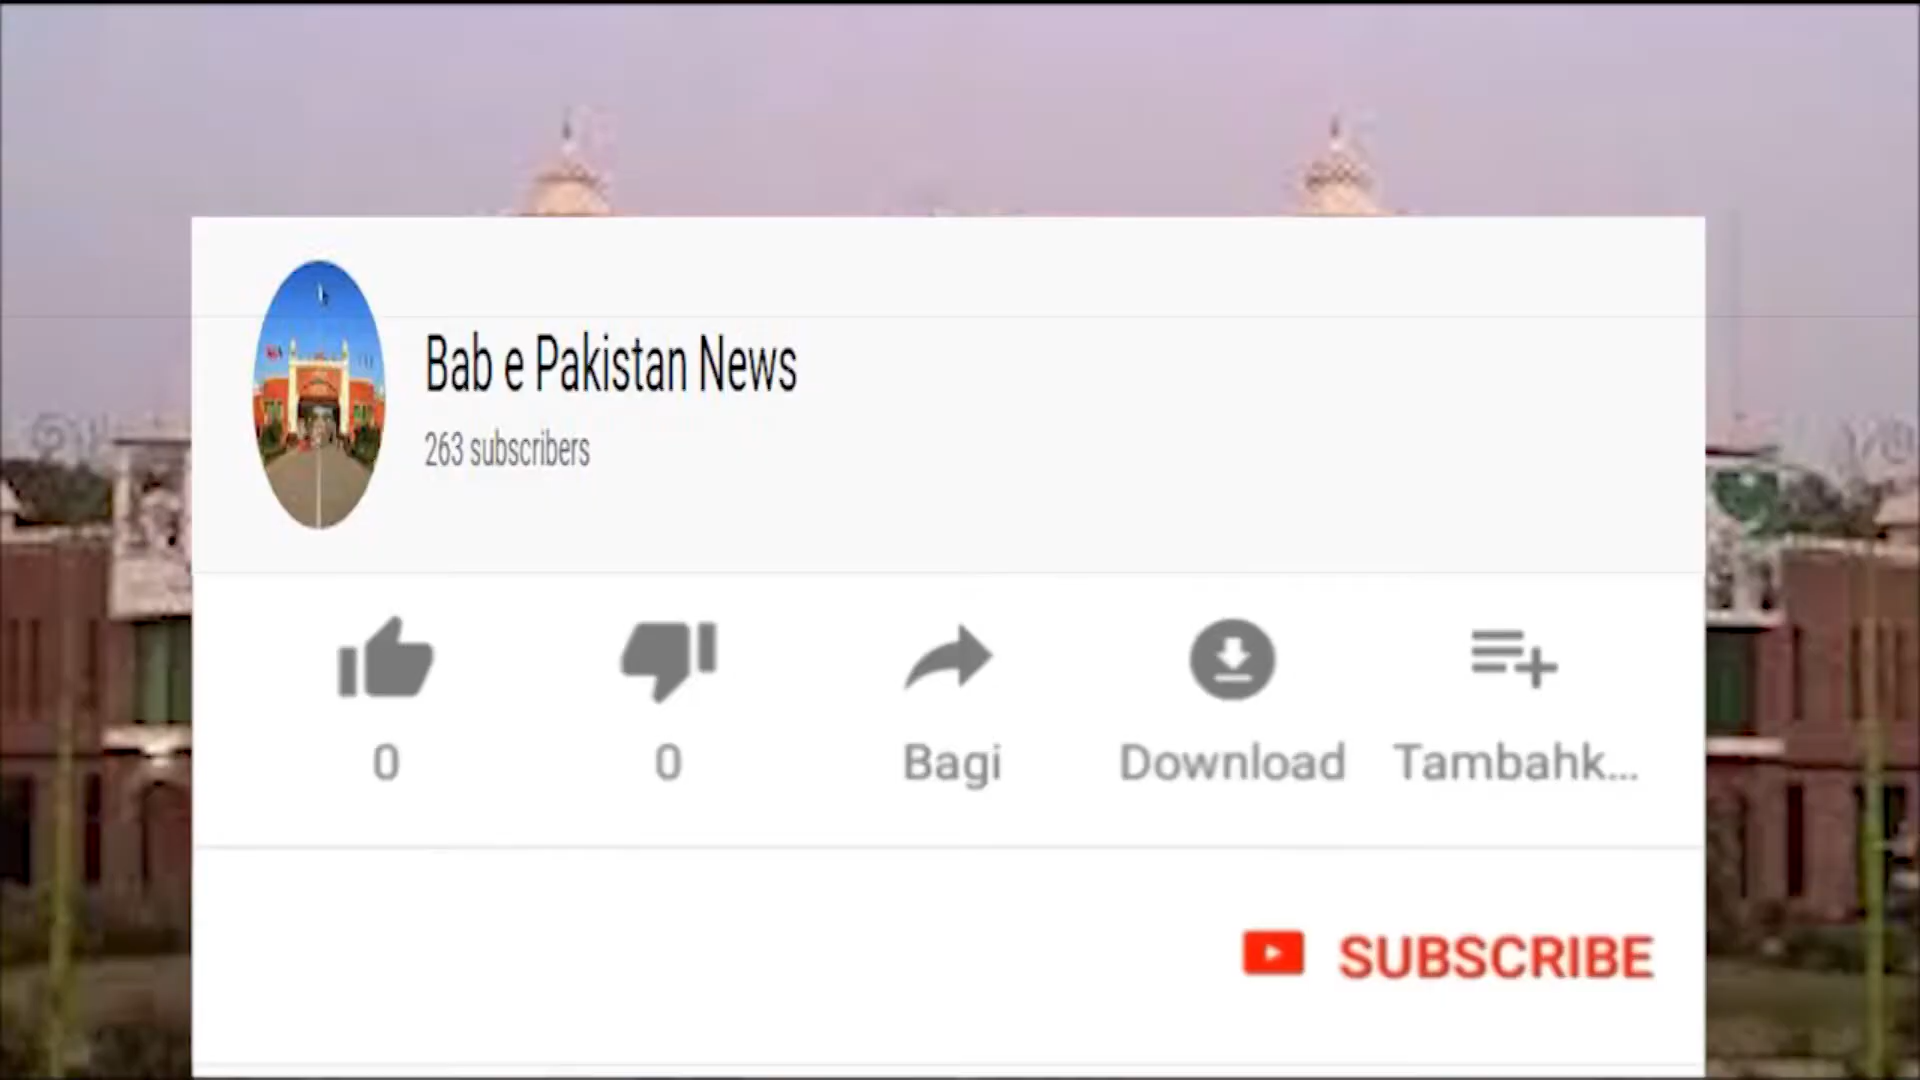 Bab e Pakistan News
263 subscribers
0
0
Bagi
Download
Tambahk...
SUBSCRIBE